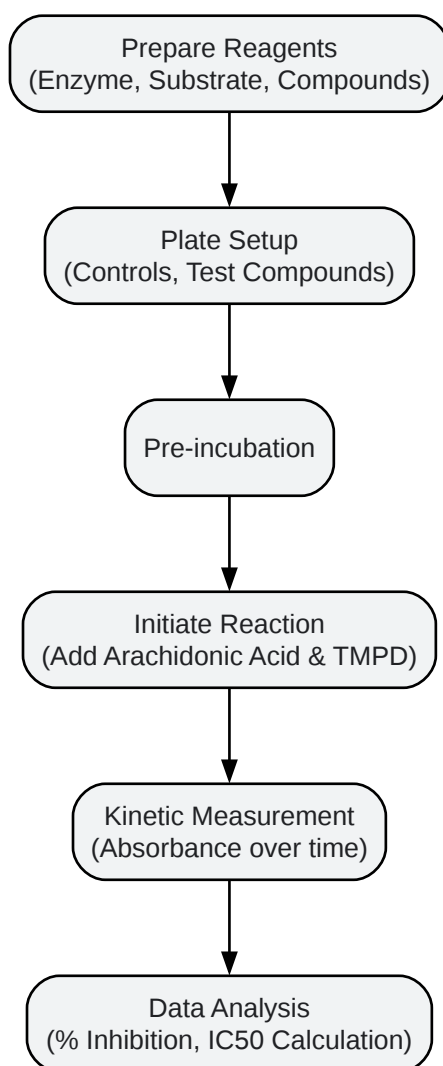 Prepare Reagents
(Enzyme, Substrate, Compounds)
Plate Setup
(Controls, Test Compounds)
Pre-incubation
Initiate Reaction
(Add Arachidonic Acid & TMPD)
Kinetic Measurement
(Absorbance over time)
Data Analysis
(% Inhibition, IC50 Calculation)